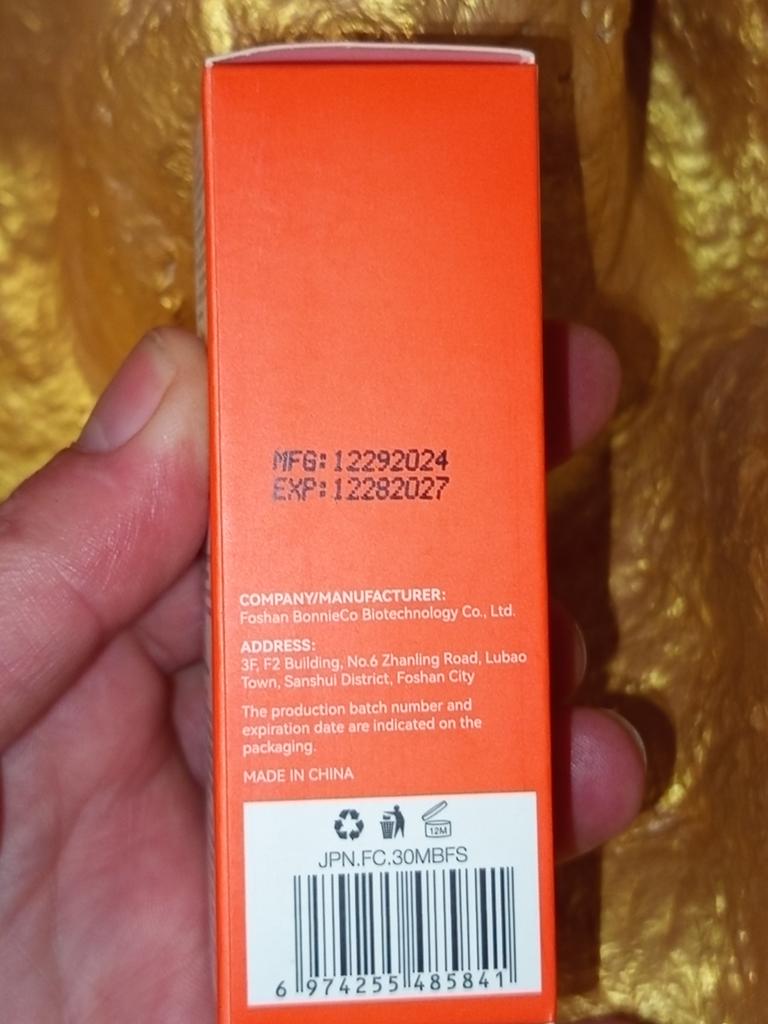 MFG:12292024
EXP:12282027
COMPANY/MANUFACTURER:
Foshan BonnieCo Biotechnology Co., Ltd.
ADDRESS:
3F, F2 Building, No.6 Zhanling Road, Lubao
Town, Sanshui District, Foshan City
The production batch number and
expiration date are indicated on the
packaging.
MADE IN CHINA
12M
JPN.FC.30MBFS
6 974255 485841